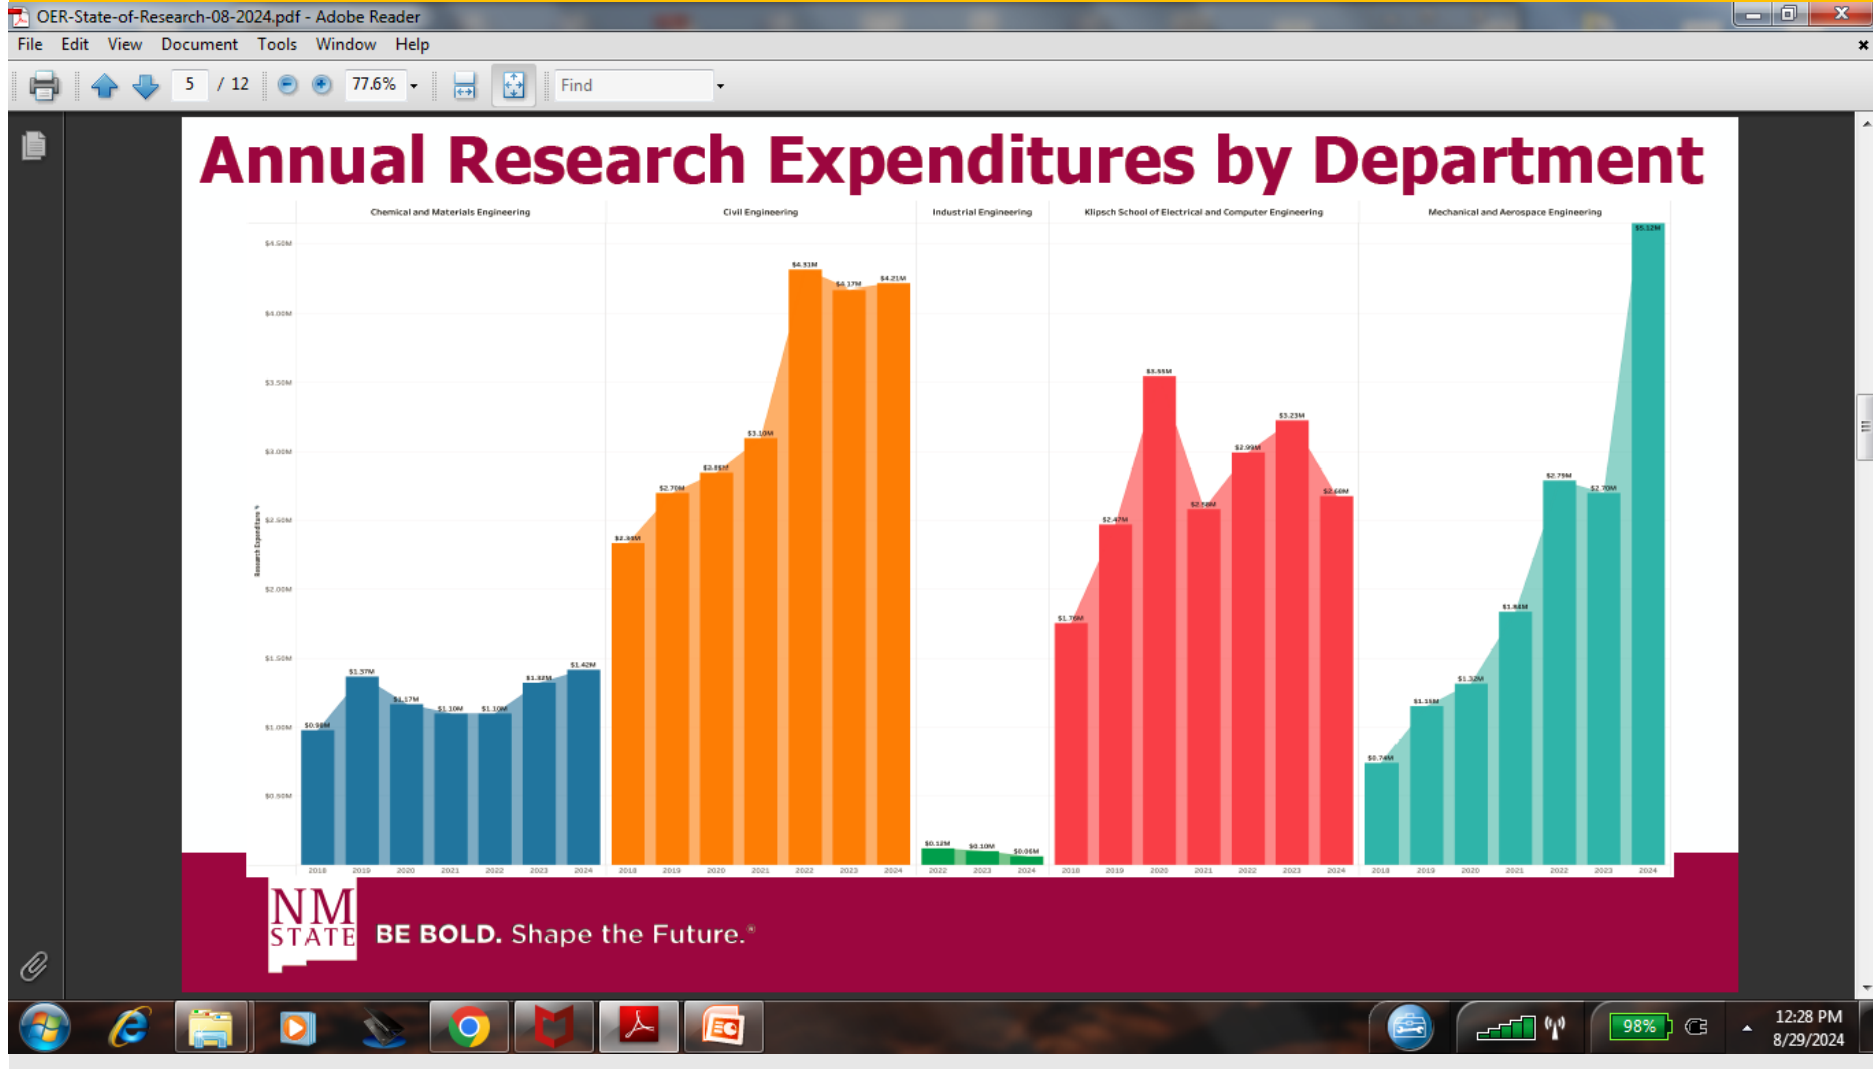 OER-State-of-Research-08-2024.pdf - Adobe Reader
File Edit View Document Tools Window Help
5 / 12 77.6% Find
Annual Research Expenditures by Department
Chemical and Materials Engineering Civil Engineering Industrial Engineering Klipsch School of Electrical and Computer Engineering Mechanical and Aerospace Engineering
Research Expenditure
$4.50M
$4.00M
$3.50M
$3.00M
$2.50M
$2.00M
$1.50M
$1.00M
$0.50M
$0.98M $1.37M $1.17M $1.10M $1.10M $1.32M $1.42M
$2.70M $3.10M $4.31M $4.17M $4.21M
$0.12M $0.10M $0.06M
$1.76M $2.47M $2.58M $2.99M $3.23M
$0.74M $1.15M $1.32M $1.84M $2.79M $2.70M $5.12M
2018 2019 2020 2021 2022 2023 2024 2018 2019 2020 2021 2022 2023 2024 2022 2023 2024 2018 2019 2020 2021 2022 2023 2024 2018 2019 2020 2021 2022 2023 2024
NM
STATE
BE BOLD. Shape the Future.®
98%
12:28 PM
8/29/2024